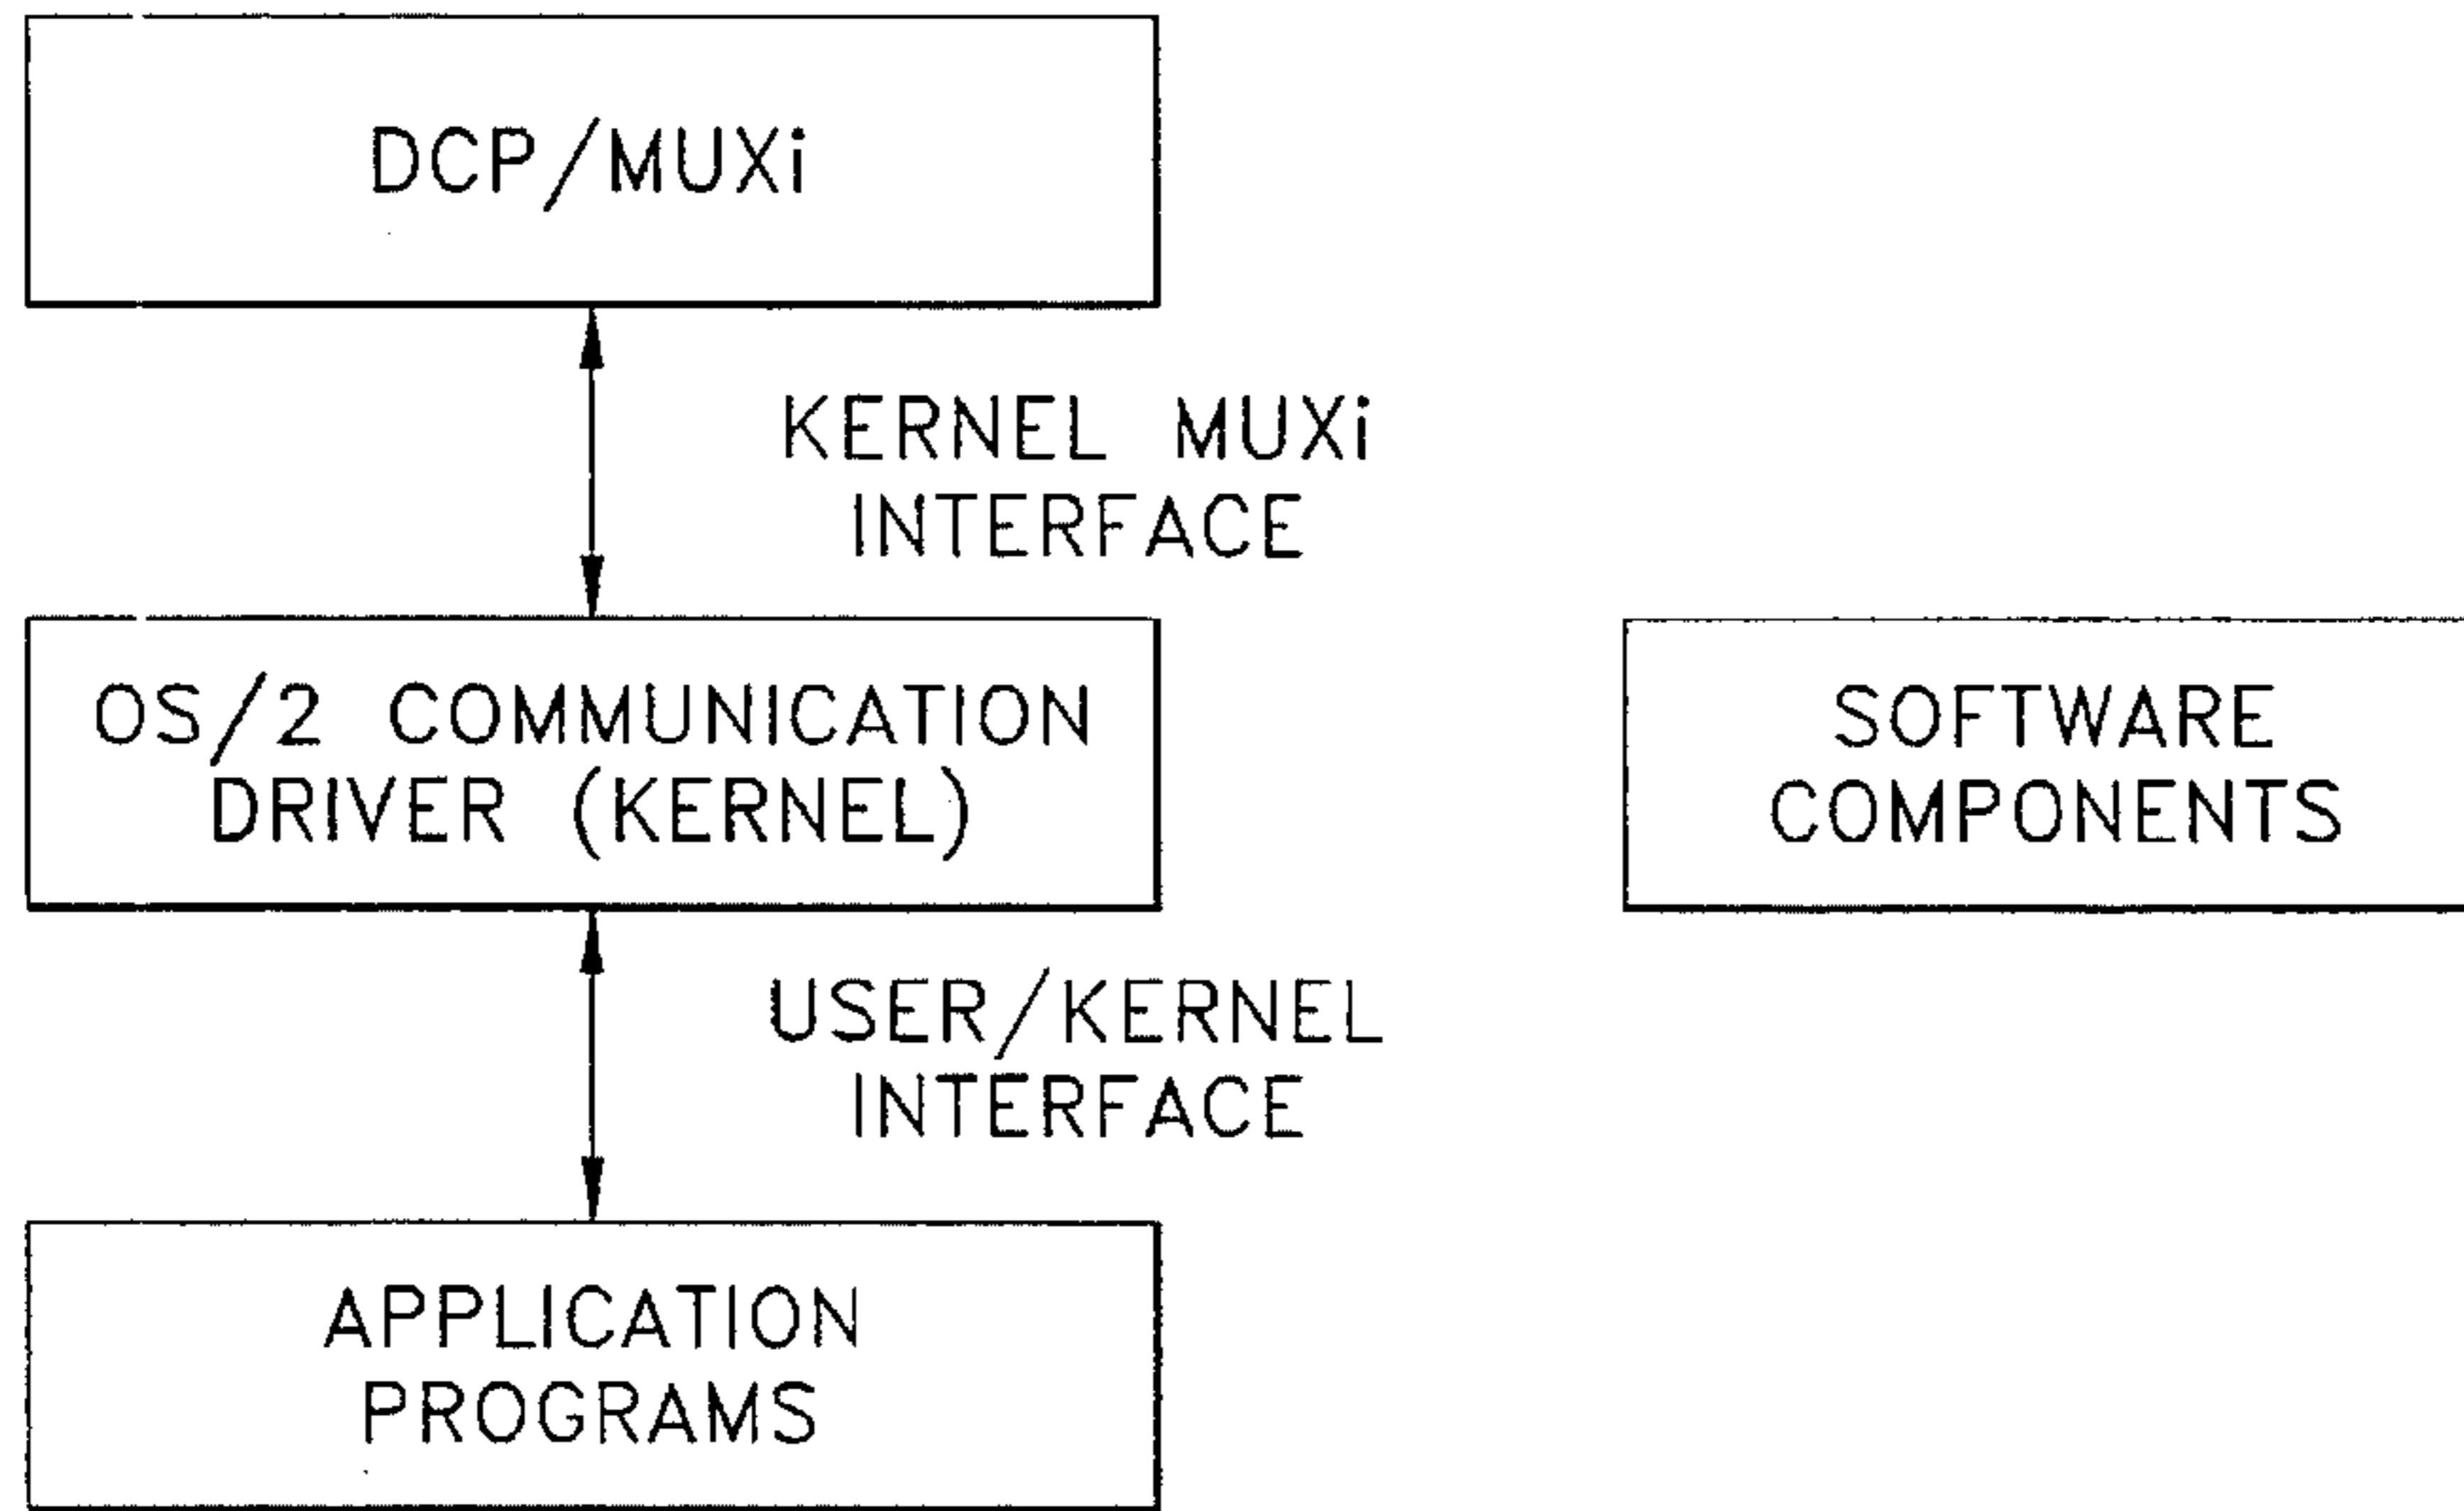 DCP/MUXi
KERNEL MUXi
INTERFACE
OS/2 COMMUNICATION
DRIVER (KERNEL)
SOFTWARE
COMPONENTS
USER/KERNEL
INTERFACE
APPLICATION
PROGRAMS